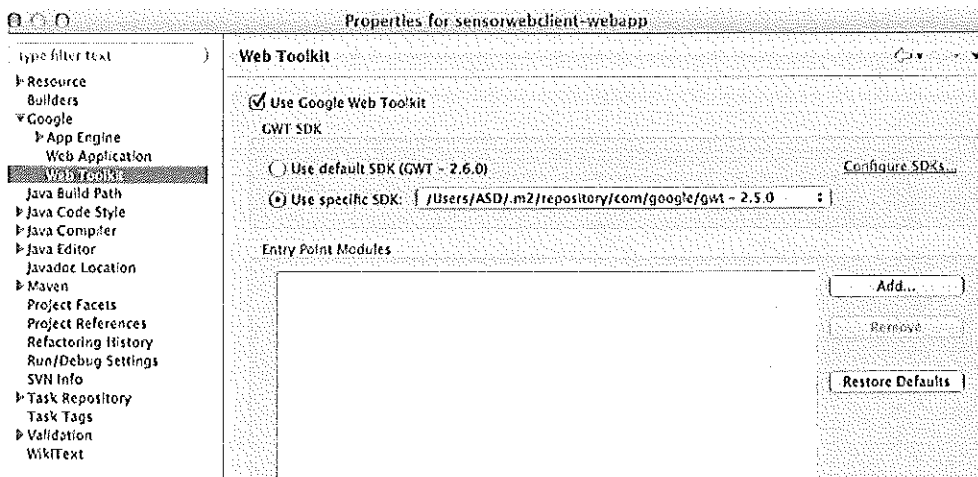 Properties for sensorwebclient-webapp
type filter text
Resource
Builders
Google
App Engine
Web Application
Web Toolkit
Java Build Path
Java Code Style
Java Compiler
Java Editor
Javadoc Location
Maven
Project Facets
Project References
Refactoring History
Run/Debug Settings
SVN Info
Task Repository
Task Tags
Validation
WikiText
Web Toolkit
Use Google Web Toolkit
GWT SDK
Use default SDK (GWT - 2.6.0)
Configure SDKs...
Use specific SDK: /Users/ASD/.m2/repository/com/google/gwt - 2.5.0
Entry Point Modules
Add...
Remove
Restore Defaults